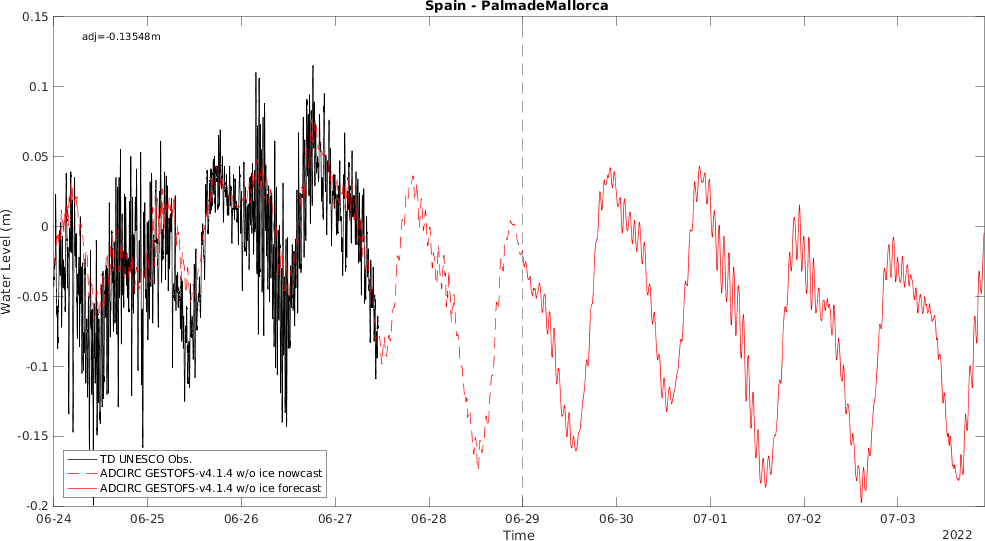 Spain - PalmadeMallorca
adj=-0.13548m
0.15
0.1
0.05
0
-0.05
-0.1
-0.15
-0.2
Water Level (m)
TD UNESCO Obs.
ADCIRC GESTOFS-v4.1.4 w/o ice nowcast
ADCIRC GESTOFS-v4.1.4 w/o ice forecast
06-24 06-25 06-26 06-27 06-28 06-29 06-30 07-01 07-02 07-03
Time
2022